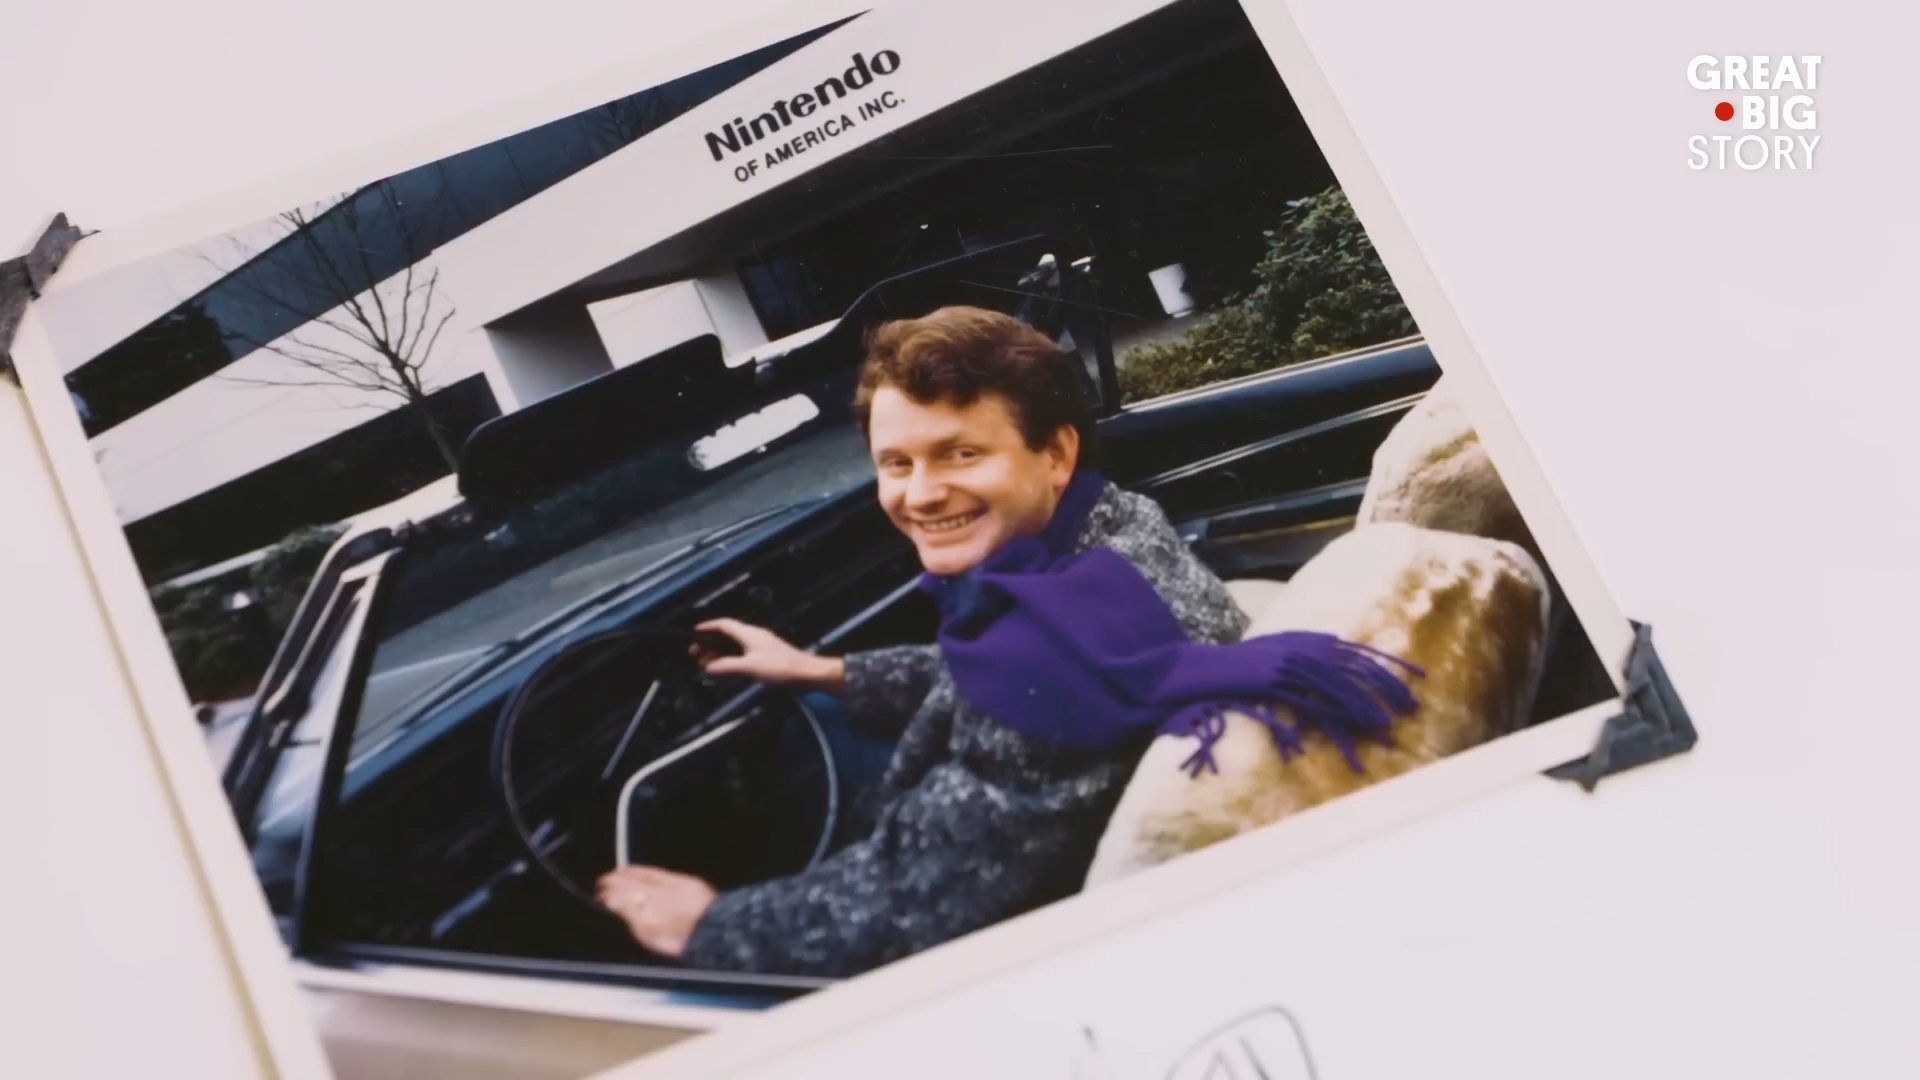 Nintendo
OF AMERICA INC.
GREAT
BIG
STORY